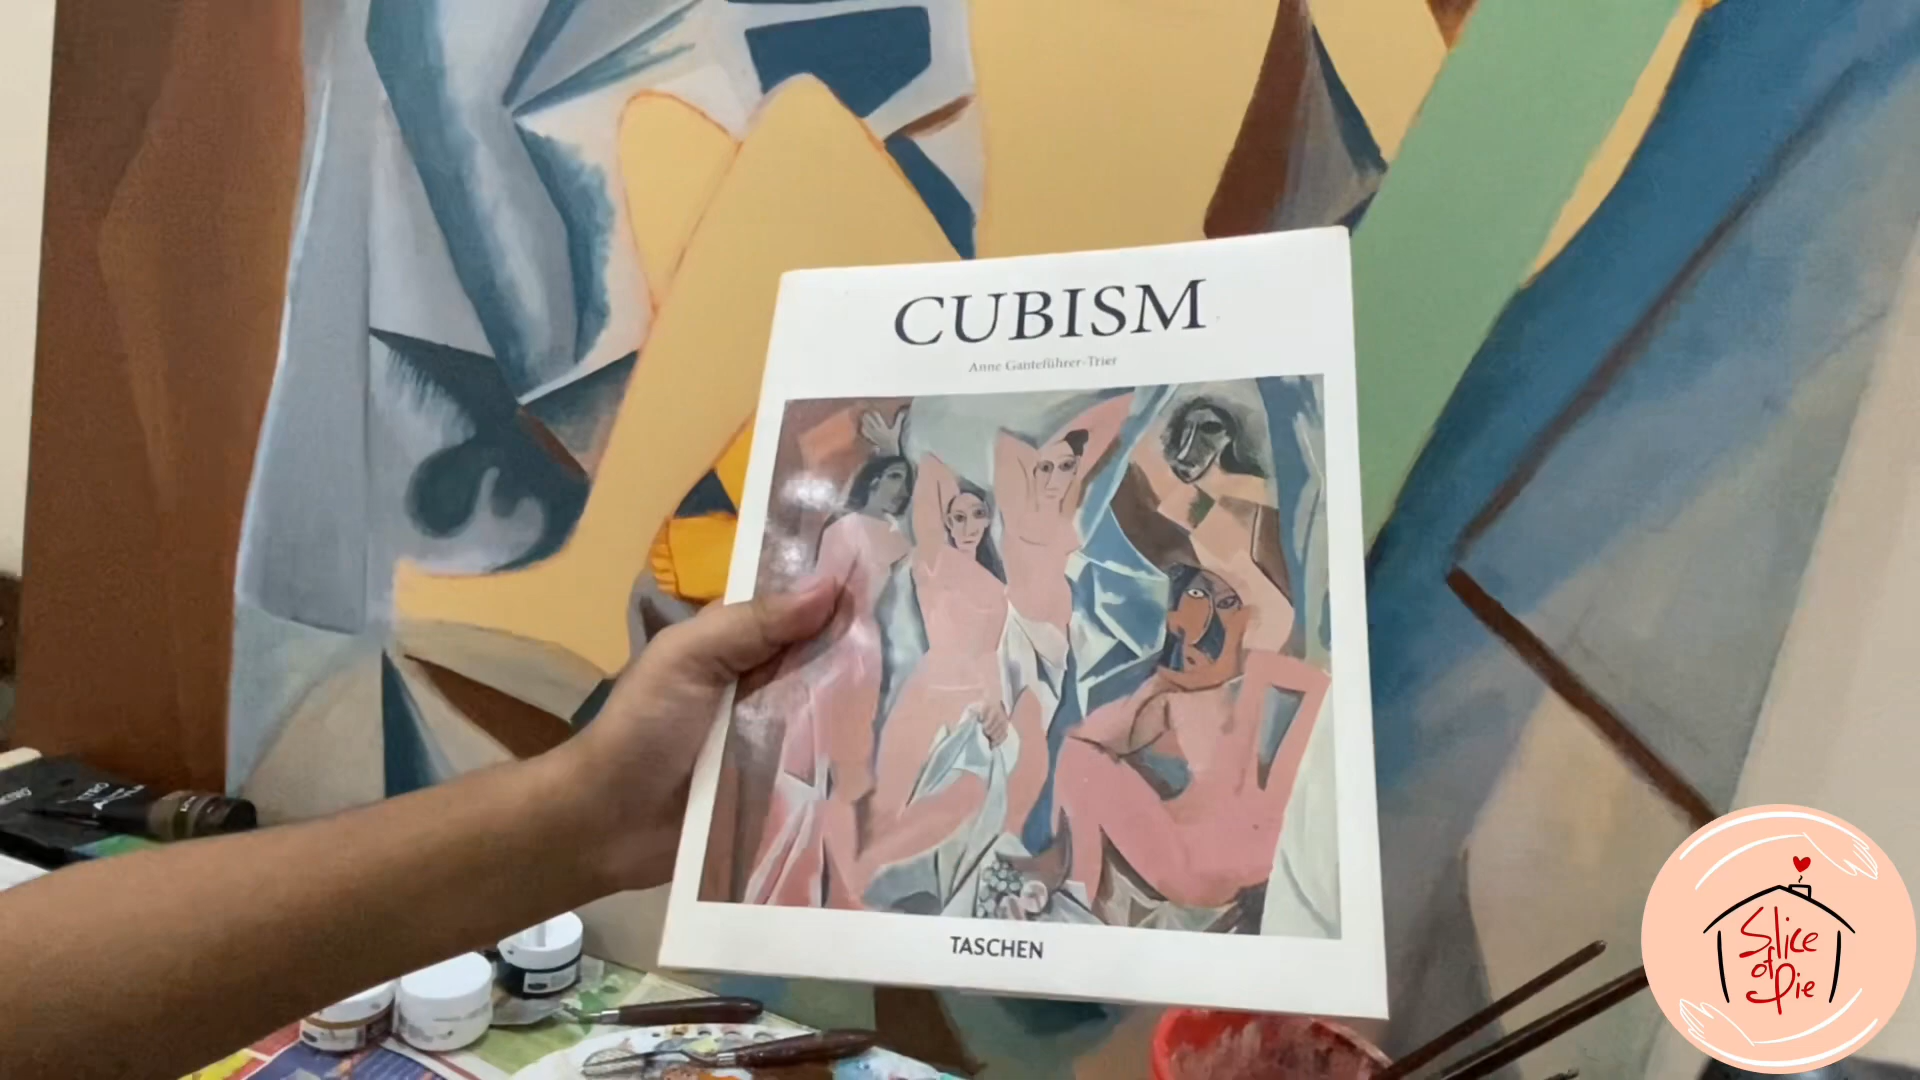 CUBISM
Anne Ganteführer-Trier
TASCHEN
Slice
of
Pie